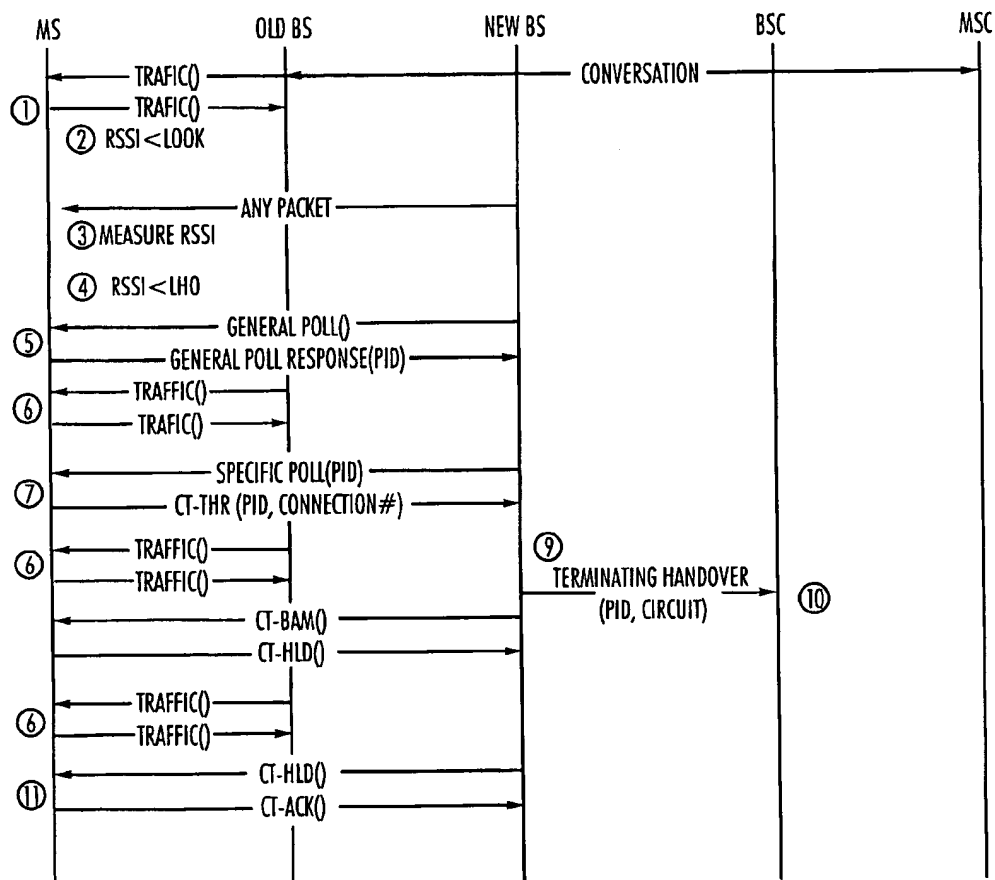 MS OLD BS NEW BS BSC MSC
TRAFIC() CONVERSATION
① TRAFIC()
② RSSI<LOOK
ANY PACKET
③ MEASURE RSSI
④ RSSI<LHO
GENERAL POLL()
⑤
GENERAL POLL RESPONSE(PID)
TRAFFIC()
⑥
TRAFIC()
SPECIFIC POLL(PID)
⑦
CT-THR (PID, CONNECTION#)
TRAFFIC() ⑨
⑥
TRAFFIC() TERMINATING HANDOVER ⑩
(PID, CIRCUIT)
CT-BAM()
CT-HLD()
TRAFFIC()
⑥
TRAFFIC()
CT-HLD()
⑪
CT-ACK()